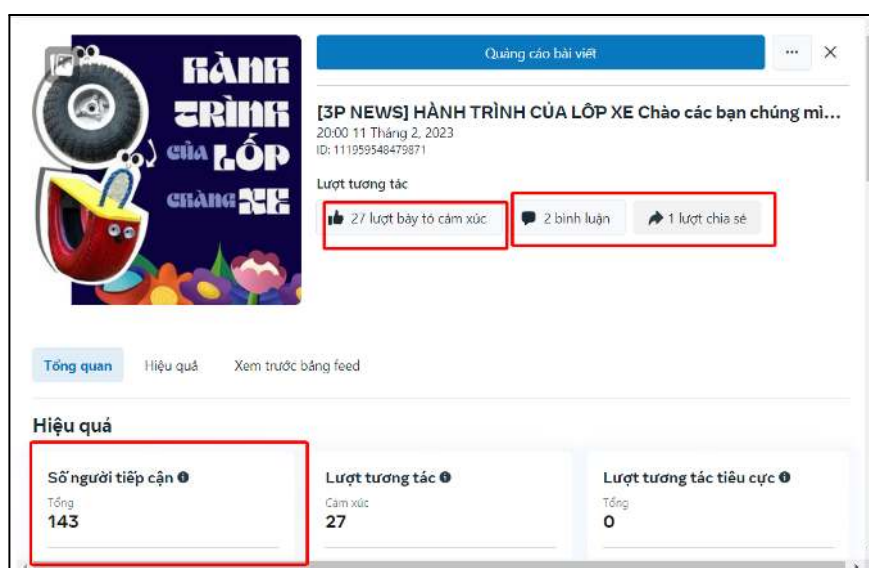 HÀNH
TRÌNH
của LỐP
CHÀNG XE
Quảng cáo bài viết
[3P NEWS] HÀNH TRÌNH CỦA LỐP XE Chào các bạn chúng mì...
20:00 11 Tháng 2, 2023
ID: 111959548479871
Lượt tương tác
27 lượt bày tỏ cảm xúc
2 bình luận
1 lượt chia sẻ
Tổng quan
Hiệu quả
Xem trước bảng feed
Hiệu quả
Số người tiếp cận
Tổng
143
Lượt tương tác
Cảm xúc
27
Lượt tương tác tiêu cực
Tổng
0